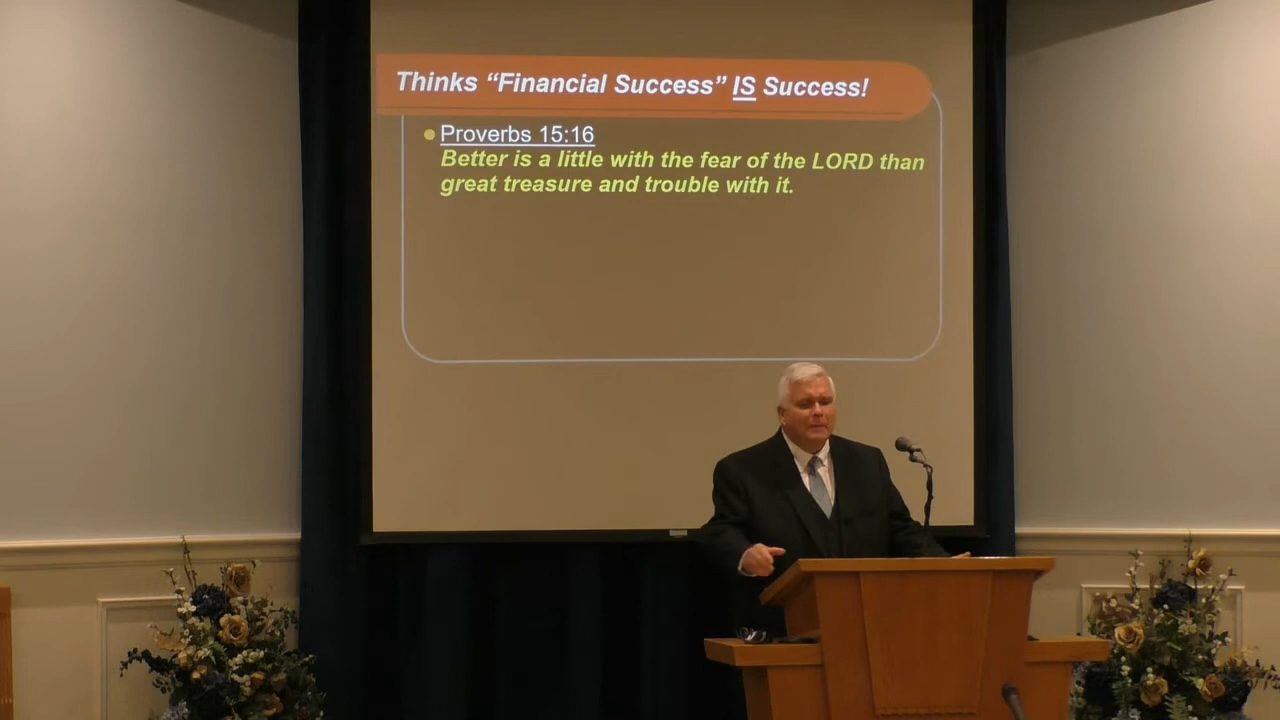 Thinks “Financial Success” IS Success!
Proverbs 15:16
Better is a little with the fear of the LORD than
great treasure and trouble with it.